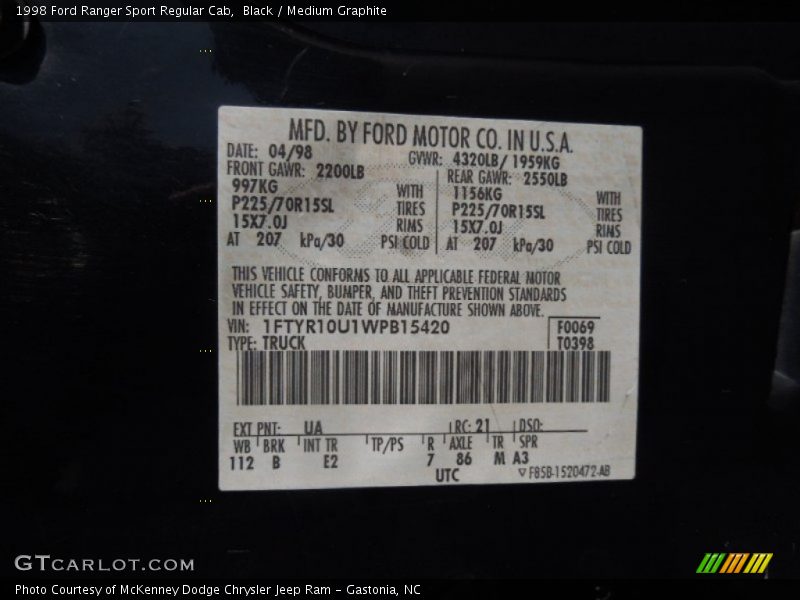 1998 Ford Ranger Sport Regular Cab,  Black / Medium Graphite
MFD. BY FORD MOTOR CO. IN U.S.A.
DATE: 04/98 GVWR: 4320LB/ 1959KG
FRONT GAWR: 2200LB REAR GAWR: 2550LB
997KG WITH 1156KG WITH
P225/70R15SL TIRES P225/70R15SL TIRES
15X7.0J RIMS 15X7.0J RIMS
AT 207 kPa/30 PSI COLD AT 207 kPa/30 PSI COLD
THIS VEHICLE CONFORMS TO ALL APPLICABLE FEDERAL MOTOR
VEHICLE SAFETY, BUMPER, AND THEFT PREVENTION STANDARDS
IN EFFECT ON THE DATE OF MANUFACTURE SHOWN ABOVE.
VIN: 1FTYR10U1WPB15420 F0069
TYPE: TRUCK T0398
EXT PNT: UA RC: 21 DSO:
WB BRK INT TR TP/PS R AXLE TR SPR
112 B E2 7 86 M A3
UTC F85B-1520472-AB
GTCARLOT.COM
Photo Courtesy of McKenney Dodge Chrysler Jeep Ram - Gastonia, NC